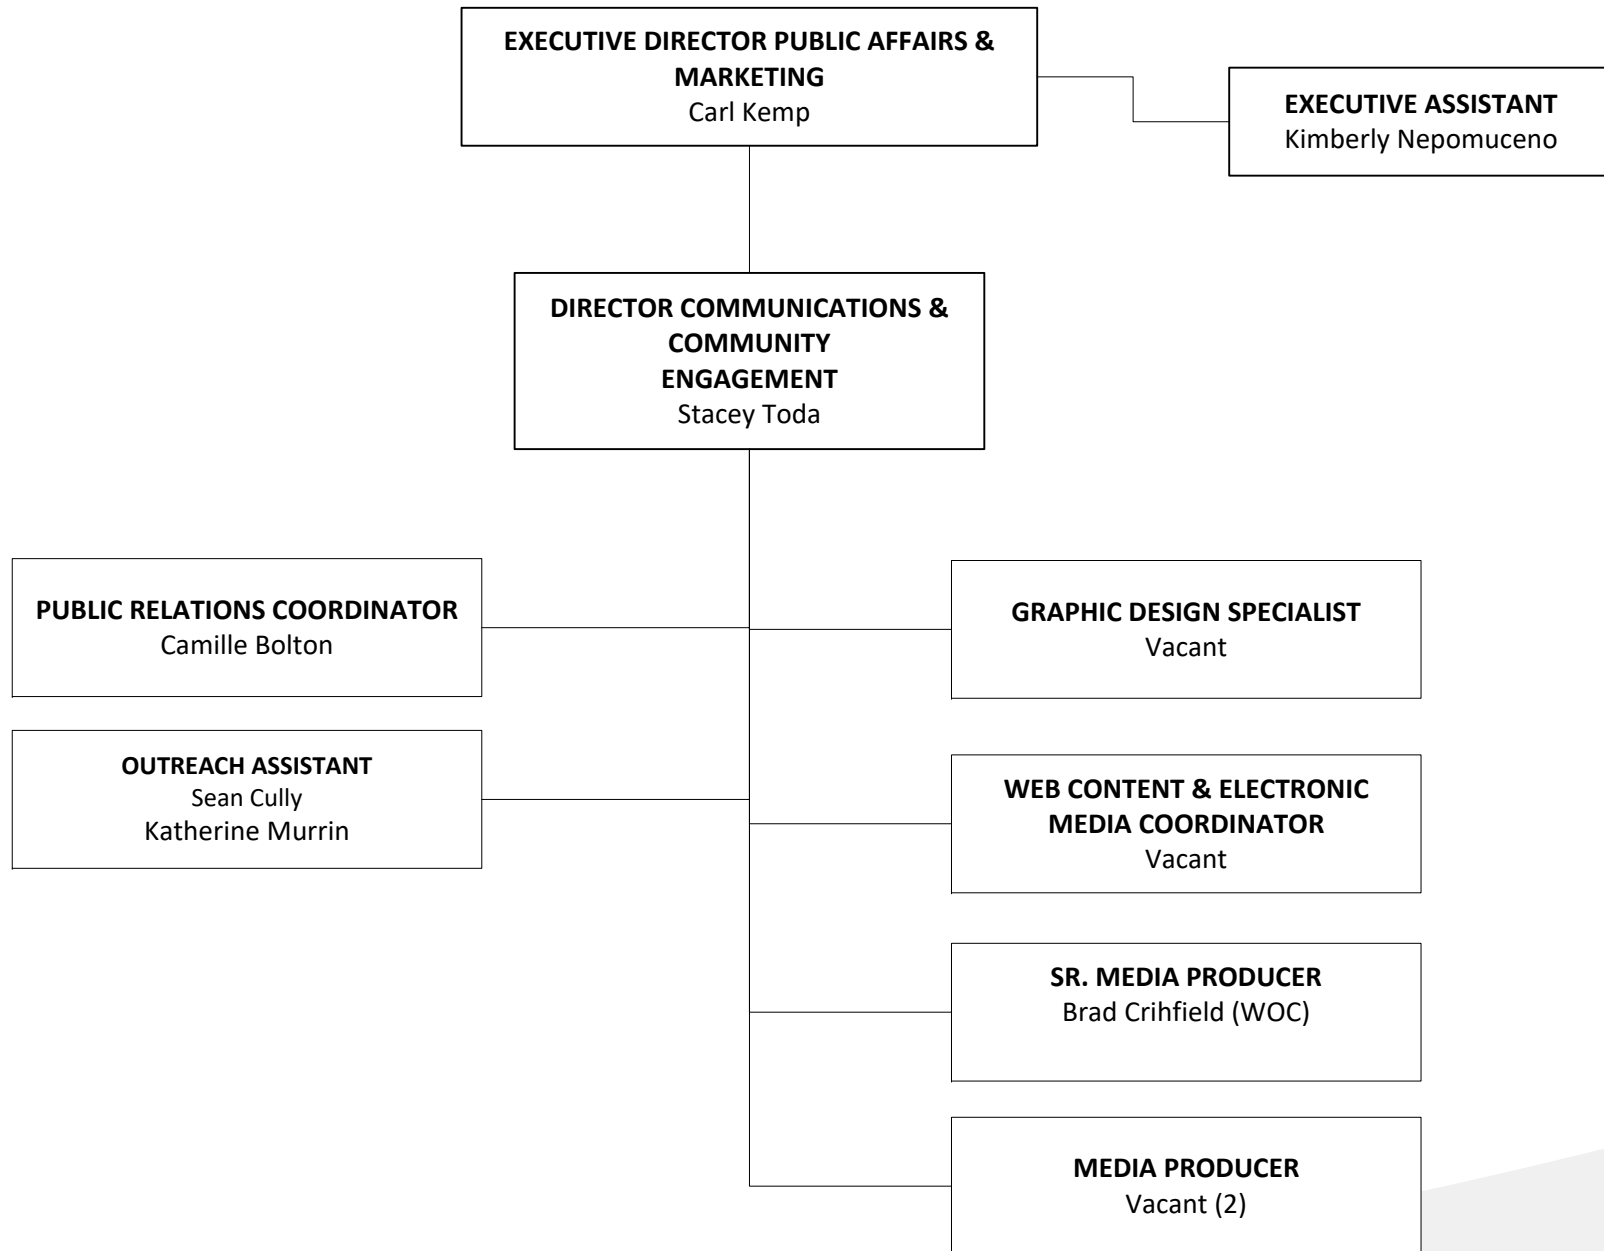 EXECUTIVE DIRECTOR PUBLIC AFFAIRS &
MARKETING
Carl Kemp
EXECUTIVE ASSISTANT
Kimberly Nepomuceno
DIRECTOR COMMUNICATIONS &
COMMUNITY
ENGAGEMENT
Stacey Toda
PUBLIC RELATIONS COORDINATOR
Camille Bolton
GRAPHIC DESIGN SPECIALIST
Vacant
OUTREACH ASSISTANT
Sean Cully
Katherine Murrin
WEB CONTENT & ELECTRONIC
MEDIA COORDINATOR
Vacant
SR. MEDIA PRODUCER
Brad Crihfield (WOC)
MEDIA PRODUCER
Vacant (2)